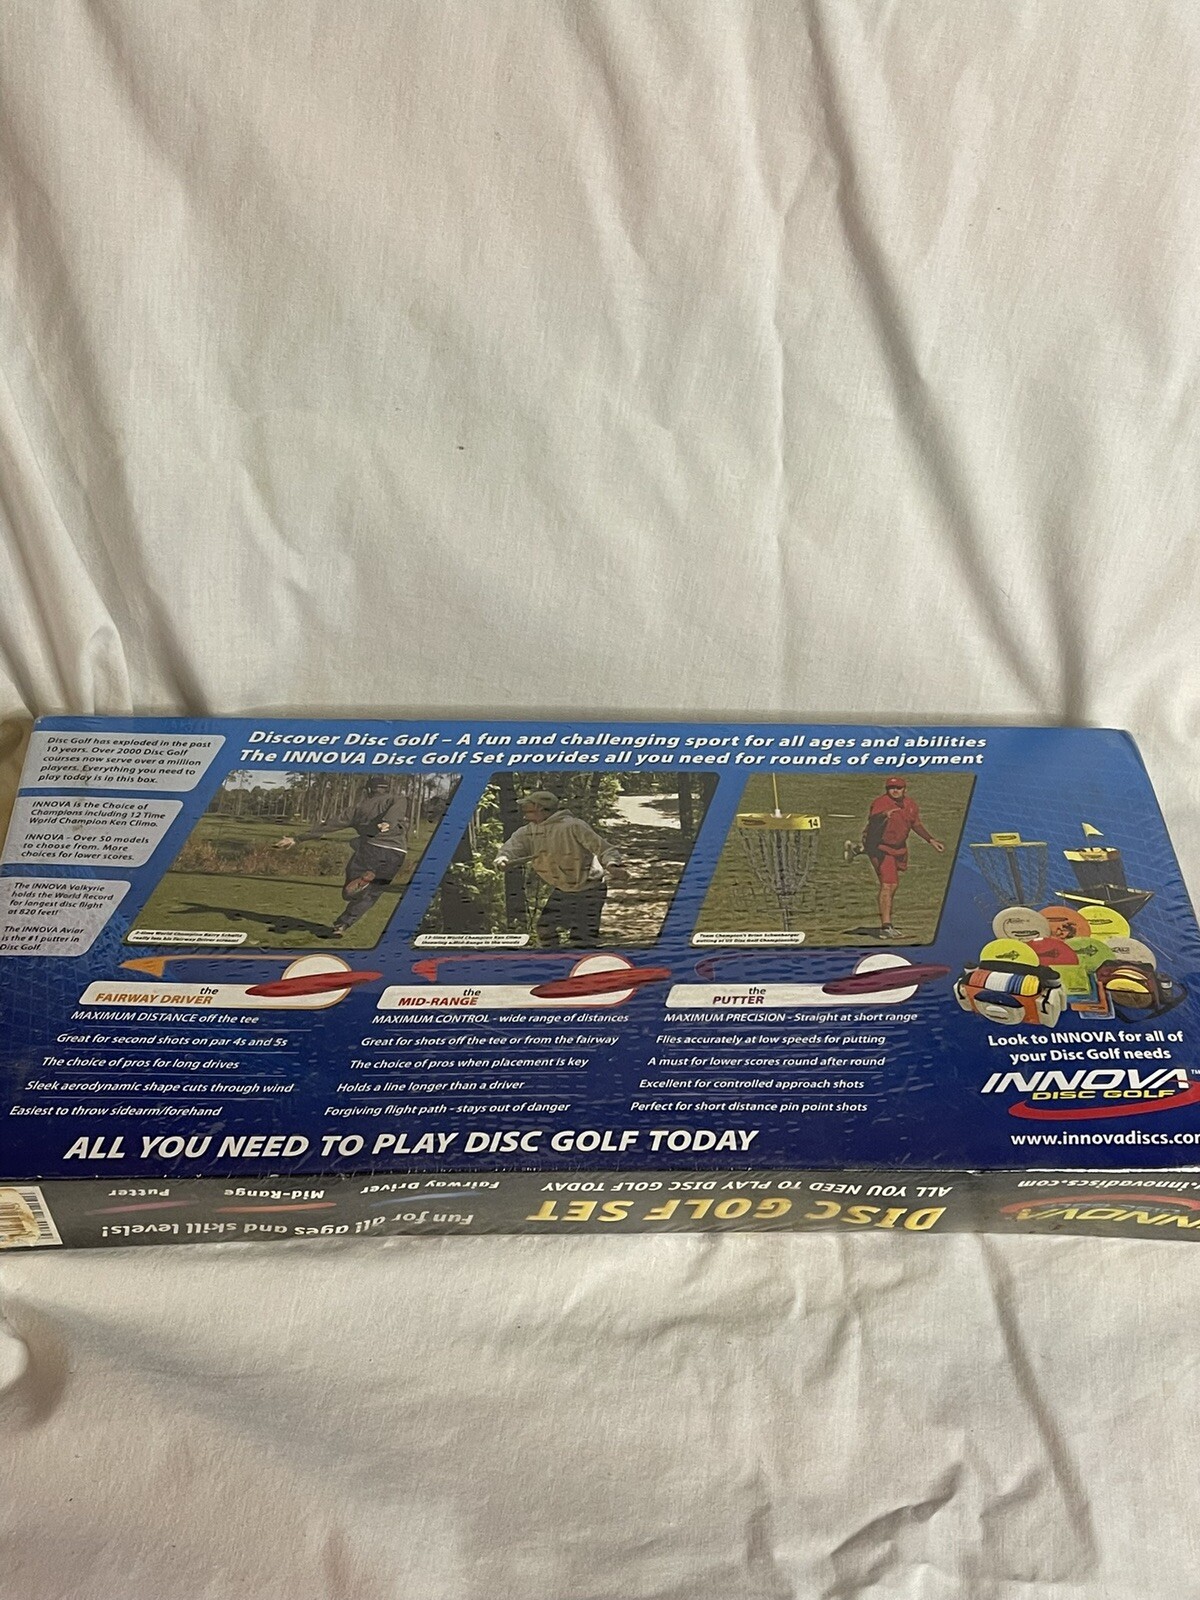 Discover Disc Golf – A fun and challenging sport for all ages and abilities
The INNOVA Disc Golf Set provides all you need for rounds of enjoyment
Disc Golf has exploded in the past
10 years. Over 2000 Disc Golf
courses now serve over a million
players. Everything you need to
play today is in this box.
INNOVA is the Choice of
Champions including 12 Time
World Champion Ken Climo.
INNOVA – Over 50 models
to choose from. More
choices for lower scores.
The INNOVA Valkyrie
holds the World Record
for longest disc flight
at 820 feet!
The INNOVA Aviar
is the #1 putter in
Disc Golf.
14
the
FAIRWAY DRIVER
MAXIMUM DISTANCE off the tee
Great for second shots on par 4s and 5s
The choice of pros for long drives
Sleek aerodynamic shape cuts through wind
Easiest to throw sidearm/forehand
the
MID-RANGE
MAXIMUM CONTROL - wide range of distances
Great for shots off the tee or from the fairway
The choice of pros when placement is key
Holds a line longer than a driver
Forgiving flight path - stays out of danger
the
PUTTER
MAXIMUM PRECISION - Straight at short range
Flies accurately at low speeds for putting
A must for lower scores round after round
Excellent for controlled approach shots
Perfect for short distance pin point shots
Look to INNOVA for all of
your Disc Golf needs
INNOVA™
DISC GOLF
www.innovadiscs.co
ALL YOU NEED TO PLAY DISC GOLF TODAY
INNOVA
.innovadiscs.com
DISC GOLF SET
ALL YOU NEED TO PLAY DISC GOLF TODAY
Fun for all ages and skill levels!
Fairway Driver
Mid-Range
Putter